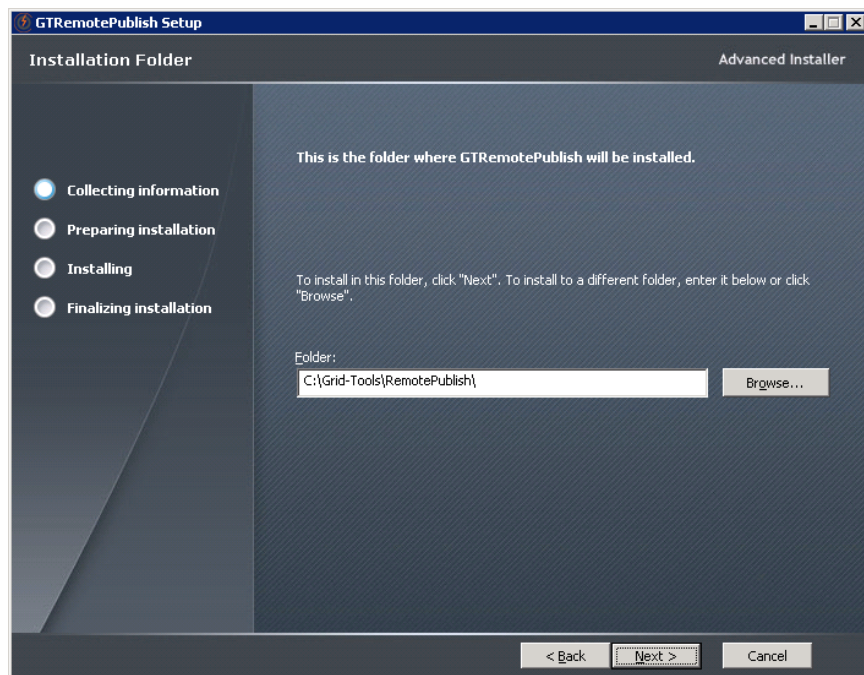 GTRemotePublish Setup
Installation Folder
Advanced Installer
This is the folder where GTRemotePublish will be installed.
Collecting information
Preparing installation
Installing
Finalizing installation
To install in this folder, click "Next". To install to a different folder, enter it below or click
"Browse".
Folder:
C:\Grid-Tools\RemotePublish\
Browse...
< Back
Next >
Cancel